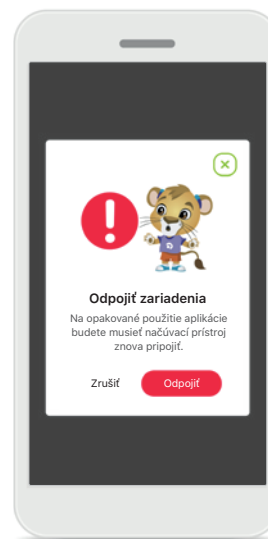 Odpojiť zariadenia
Na opakované použitie aplikácie
budete musieť načúvací prístroj
znova pripojiť.
Zrušiť
Odpojiť